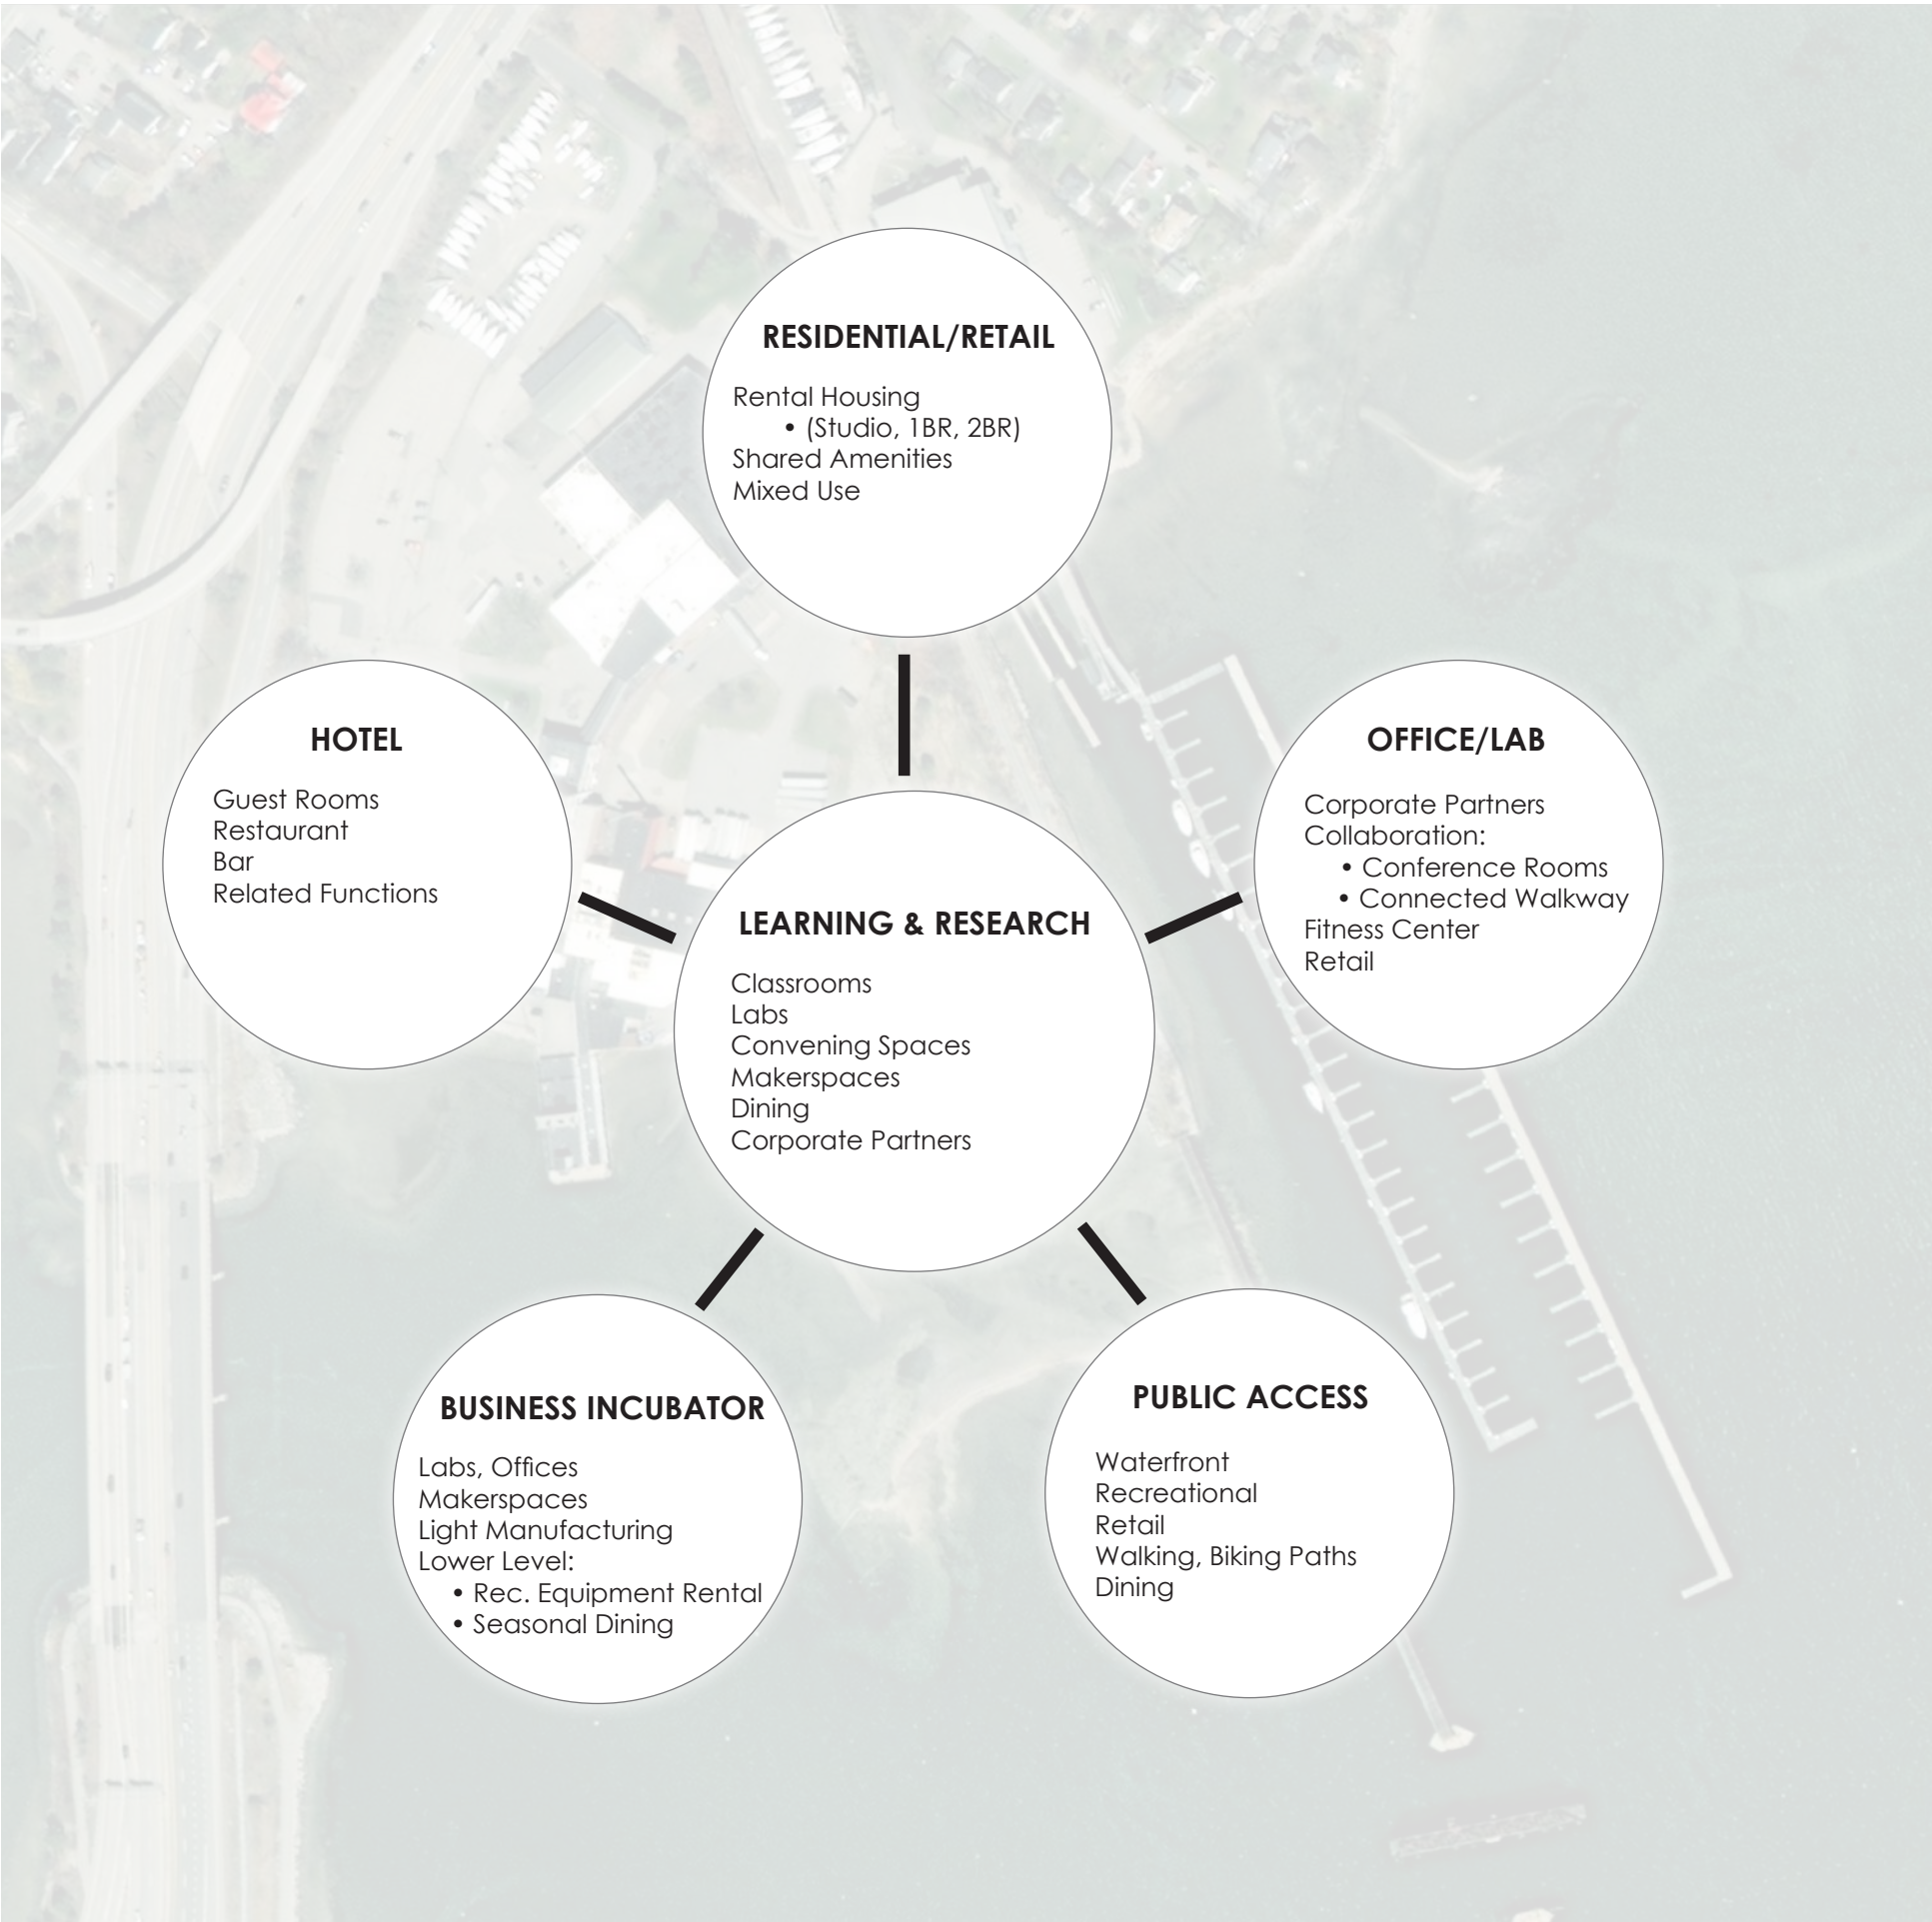 RESIDENTIAL/RETAIL
Rental Housing
• (Studio, 1BR, 2BR)
Shared Amenities
Mixed Use
HOTEL
Guest Rooms
Restaurant
Bar
Related Functions
OFFICE/LAB
Corporate Partners
Collaboration:
• Conference Rooms
• Connected Walkway
Fitness Center
Retail
LEARNING & RESEARCH
Classrooms
Labs
Convening Spaces
Makerspaces
Dining
Corporate Partners
BUSINESS INCUBATOR
Labs, Offices
Makerspaces
Light Manufacturing
Lower Level:
• Rec. Equipment Rental
• Seasonal Dining
PUBLIC ACCESS
Waterfront
Recreational
Retail
Walking, Biking Paths
Dining